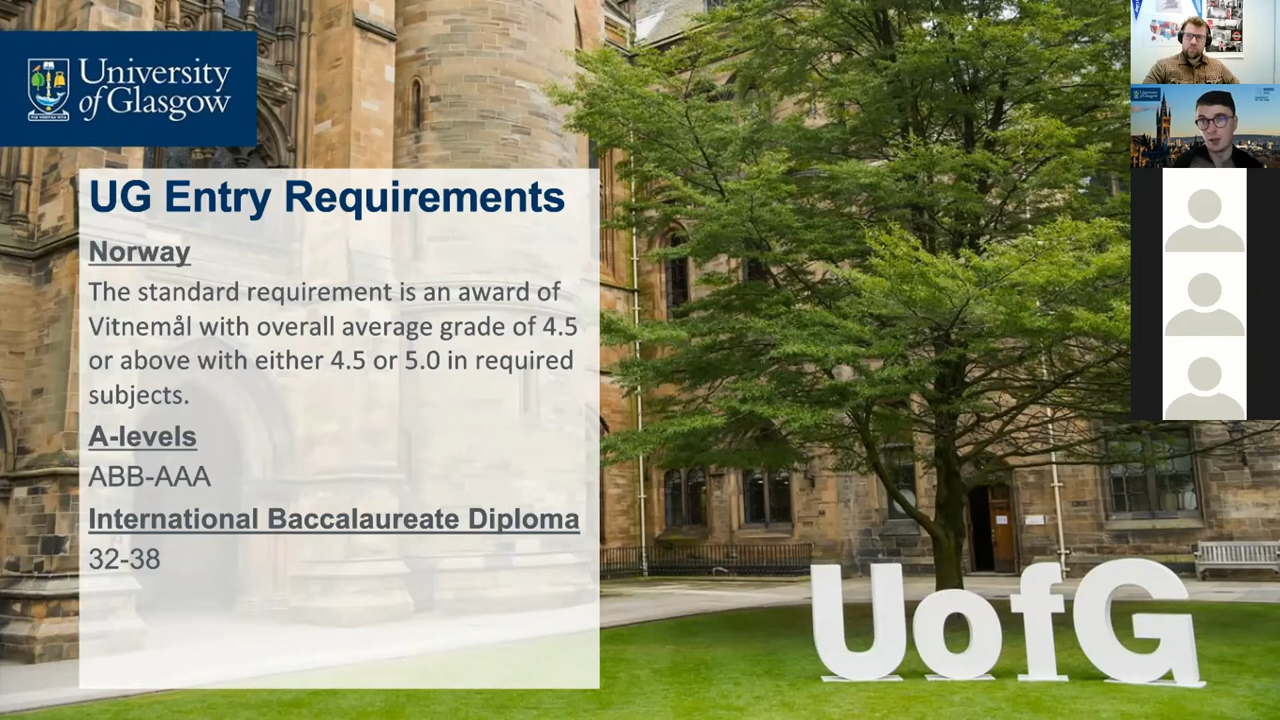 University
of Glasgow
UG Entry Requirements
Norway
The standard requirement is an award of
Vitnemål with overall average grade of 4.5
or above with either 4.5 or 5.0 in required
subjects.
A-levels
ABB-AAA
International Baccalaureate Diploma
32-38
UofG